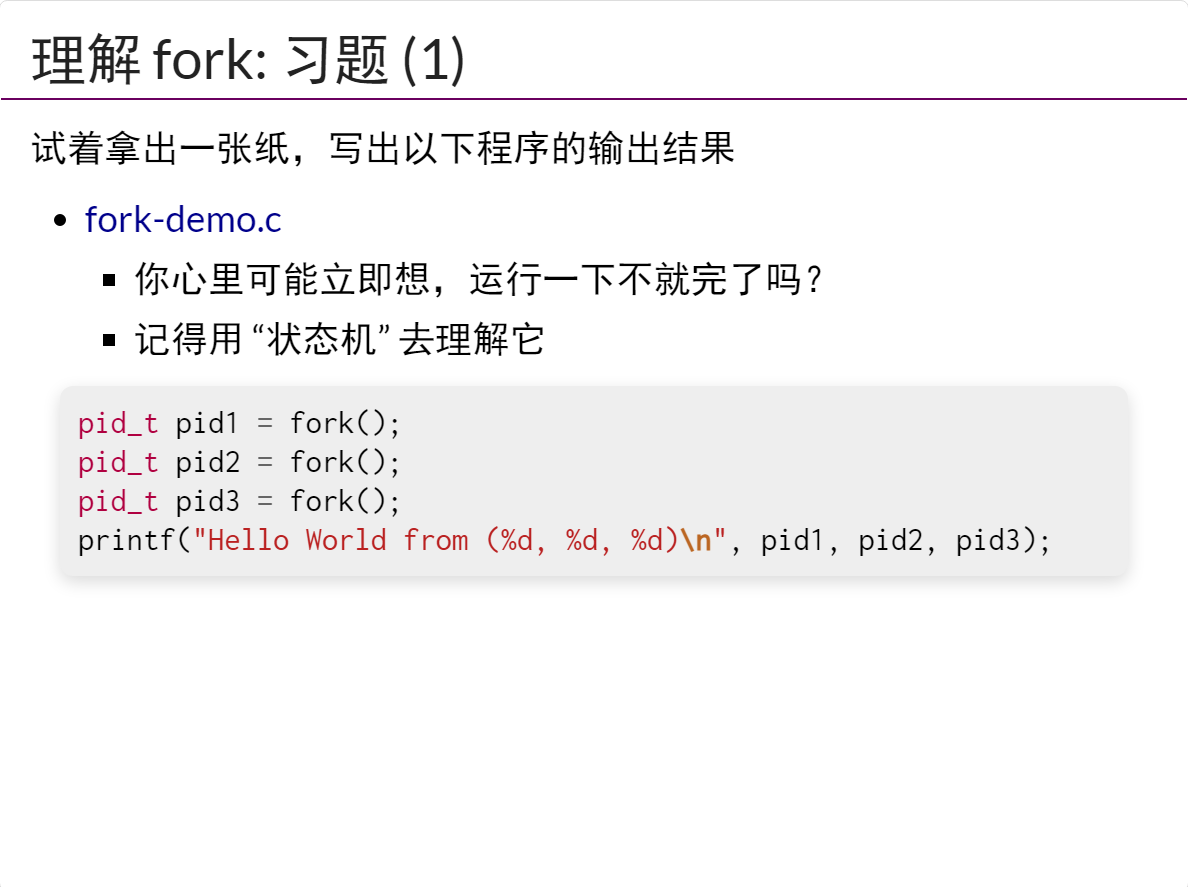 理解 fork: 习题 (1)
试着拿出一张纸，写出以下程序的输出结果
• fork-demo.c
▪ 你心里可能立即想，运行一下不就完了吗？
▪ 记得用 “状态机” 去理解它
pid_t pid1 = fork();
pid_t pid2 = fork();
pid_t pid3 = fork();
printf("Hello World from (%d, %d, %d)\n", pid1, pid2, pid3);